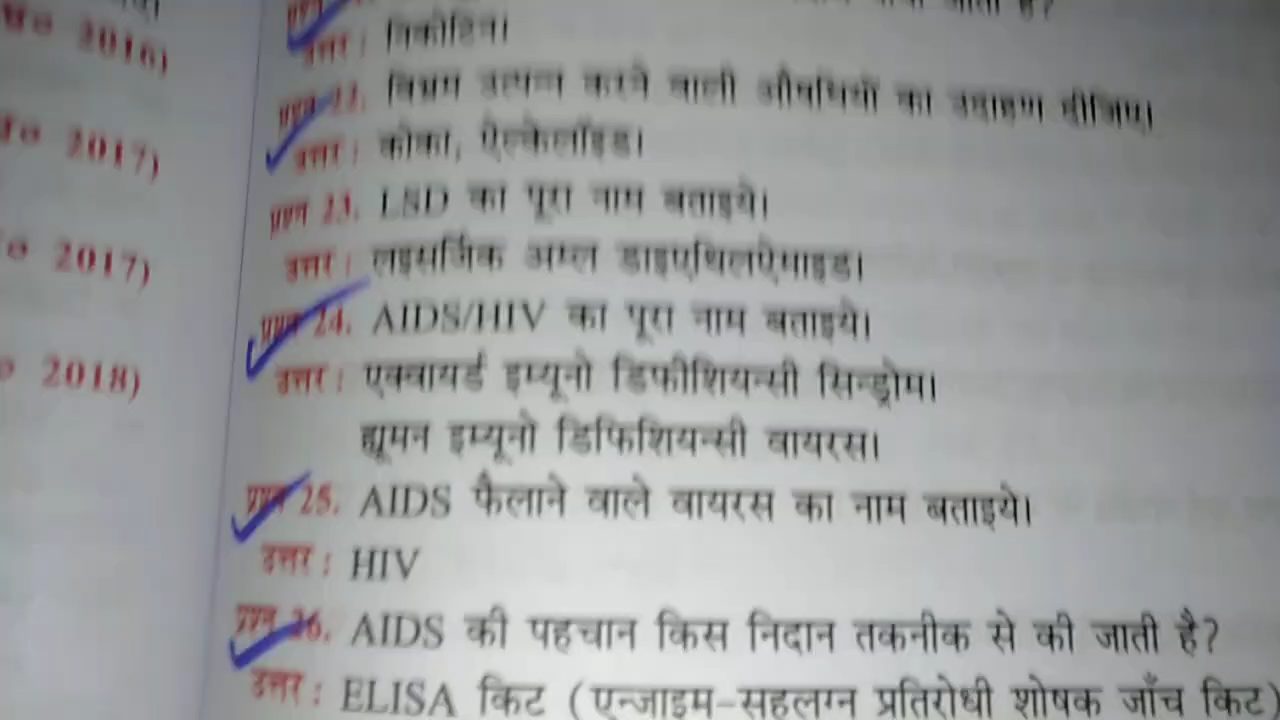 जाती है?
उत्तर : निकोटिन।
2016)
प्रश्न 22. विभ्रम उत्पन्न करने वाली औषधियों का उदाहण दीजिए।
उत्तर : कोका, ऐल्केलॉइड।
2017)
प्रश्न 23. LSD का पूरा नाम बताइये।
उत्तर : लइसर्जिक अम्ल डाइएथिलऐमाइड।
2017)
प्रश्न 24. AIDS/HIV का पूरा नाम बताइये।
उत्तर : एक्वायर्ड इम्यूनो डिफीशियन्सी सिन्ड्रोम।
2018)
ह्यूमन इम्यूनो डिफिशियन्सी वायरस।
प्रश्न 25. AIDS फैलाने वाले वायरस का नाम बताइये।
उत्तर : HIV
प्रश्न 26. AIDS की पहचान किस निदान तकनीक से की जाती है?
उत्तर : ELISA किट (एन्जाइम-सहलग्न प्रतिरोधी शोषक जाँच किट)